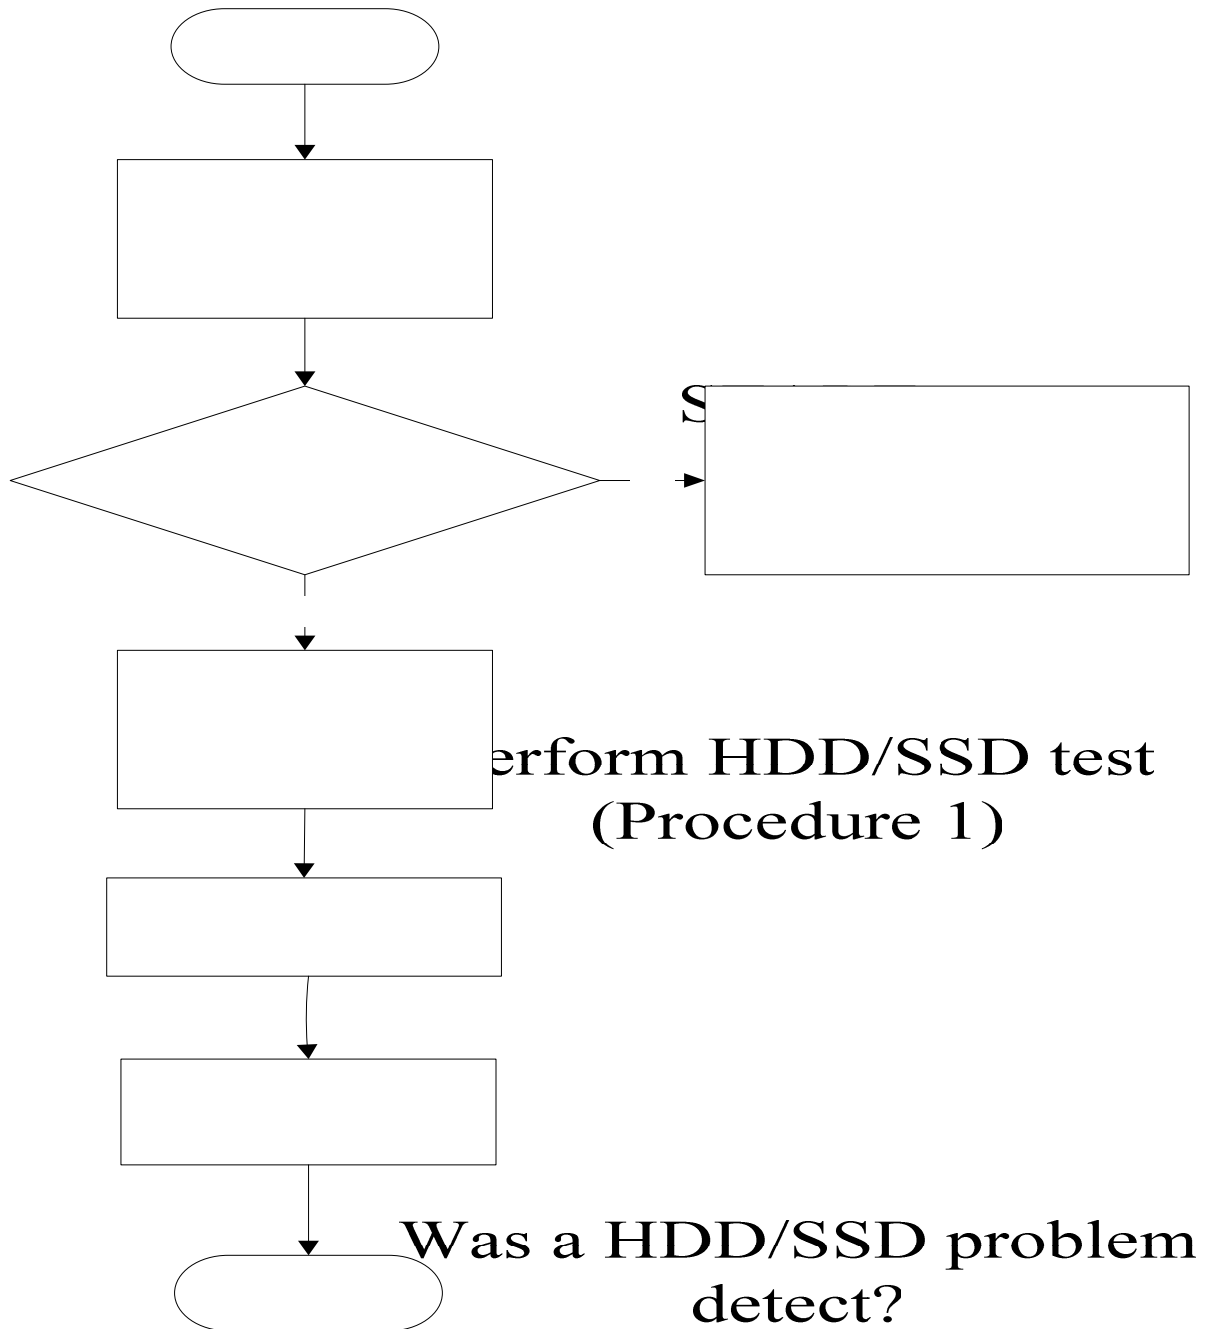 erform HDD/SSD test
(Procedure 1)
Was a HDD/SSD problem
detect?